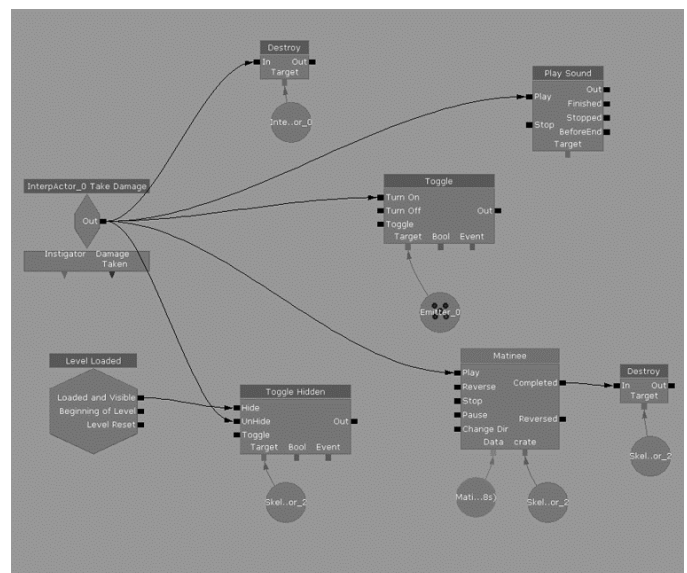 Destroy
In Out
Target
Inte..or_0
Play Sound
Out
Play
Finished
Stopped
Stop
BeforeEnd
Target
InterpActor_0 Take Damage
Out
Instigator Damage
Taken
Toggle
Turn On
Turn Off Out
Toggle
Target Bool Event
Emitter_0
Level Loaded
Loaded and Visible
Beginning of Level
Level Reset
Toggle Hidden
Hide
UnHide Out
Toggle
Target Bool Event
Skel..or_2
Matinee
Play
Completed
Reverse
Stop
Pause
Reversed
Change Dir
Data crate
Mati...8s)
Skel..or_2
Destroy
In Out
Target
Skel..or_2